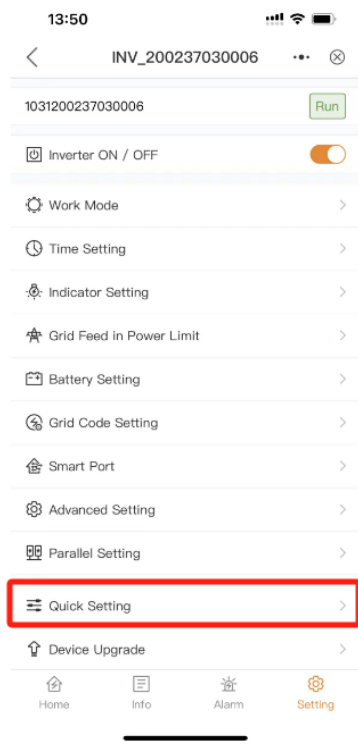 13:50
INV_200237030006
1031200237030006
Run
Inverter ON / OFF
Work Mode
Time Setting
Indicator Setting
Grid Feed in Power Limit
Battery Setting
Grid Code Setting
Smart Port
Advanced Setting
Parallel Setting
Quick Setting
Device Upgrade
Home
Info
Alarm
Setting